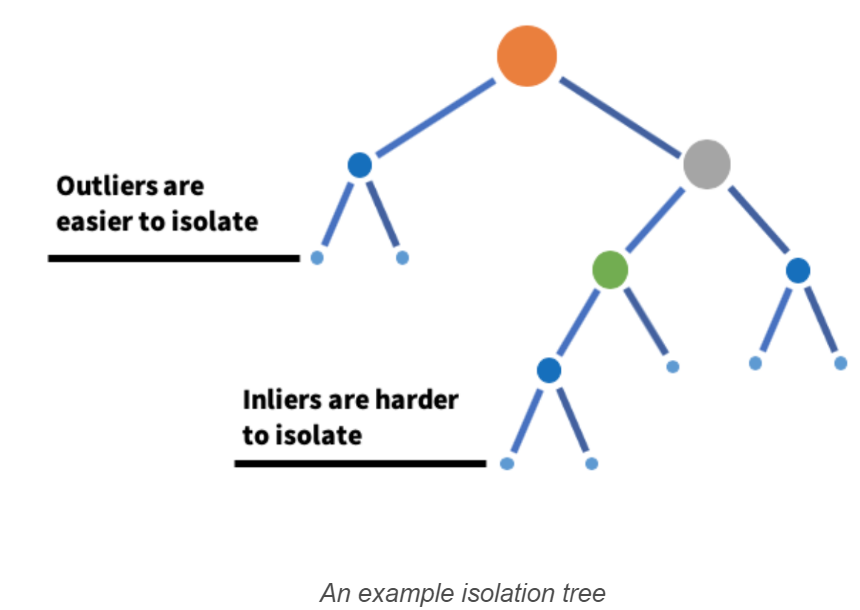 Outliers are
easier to isolate
Inliers are harder
to isolate
An example isolation tree